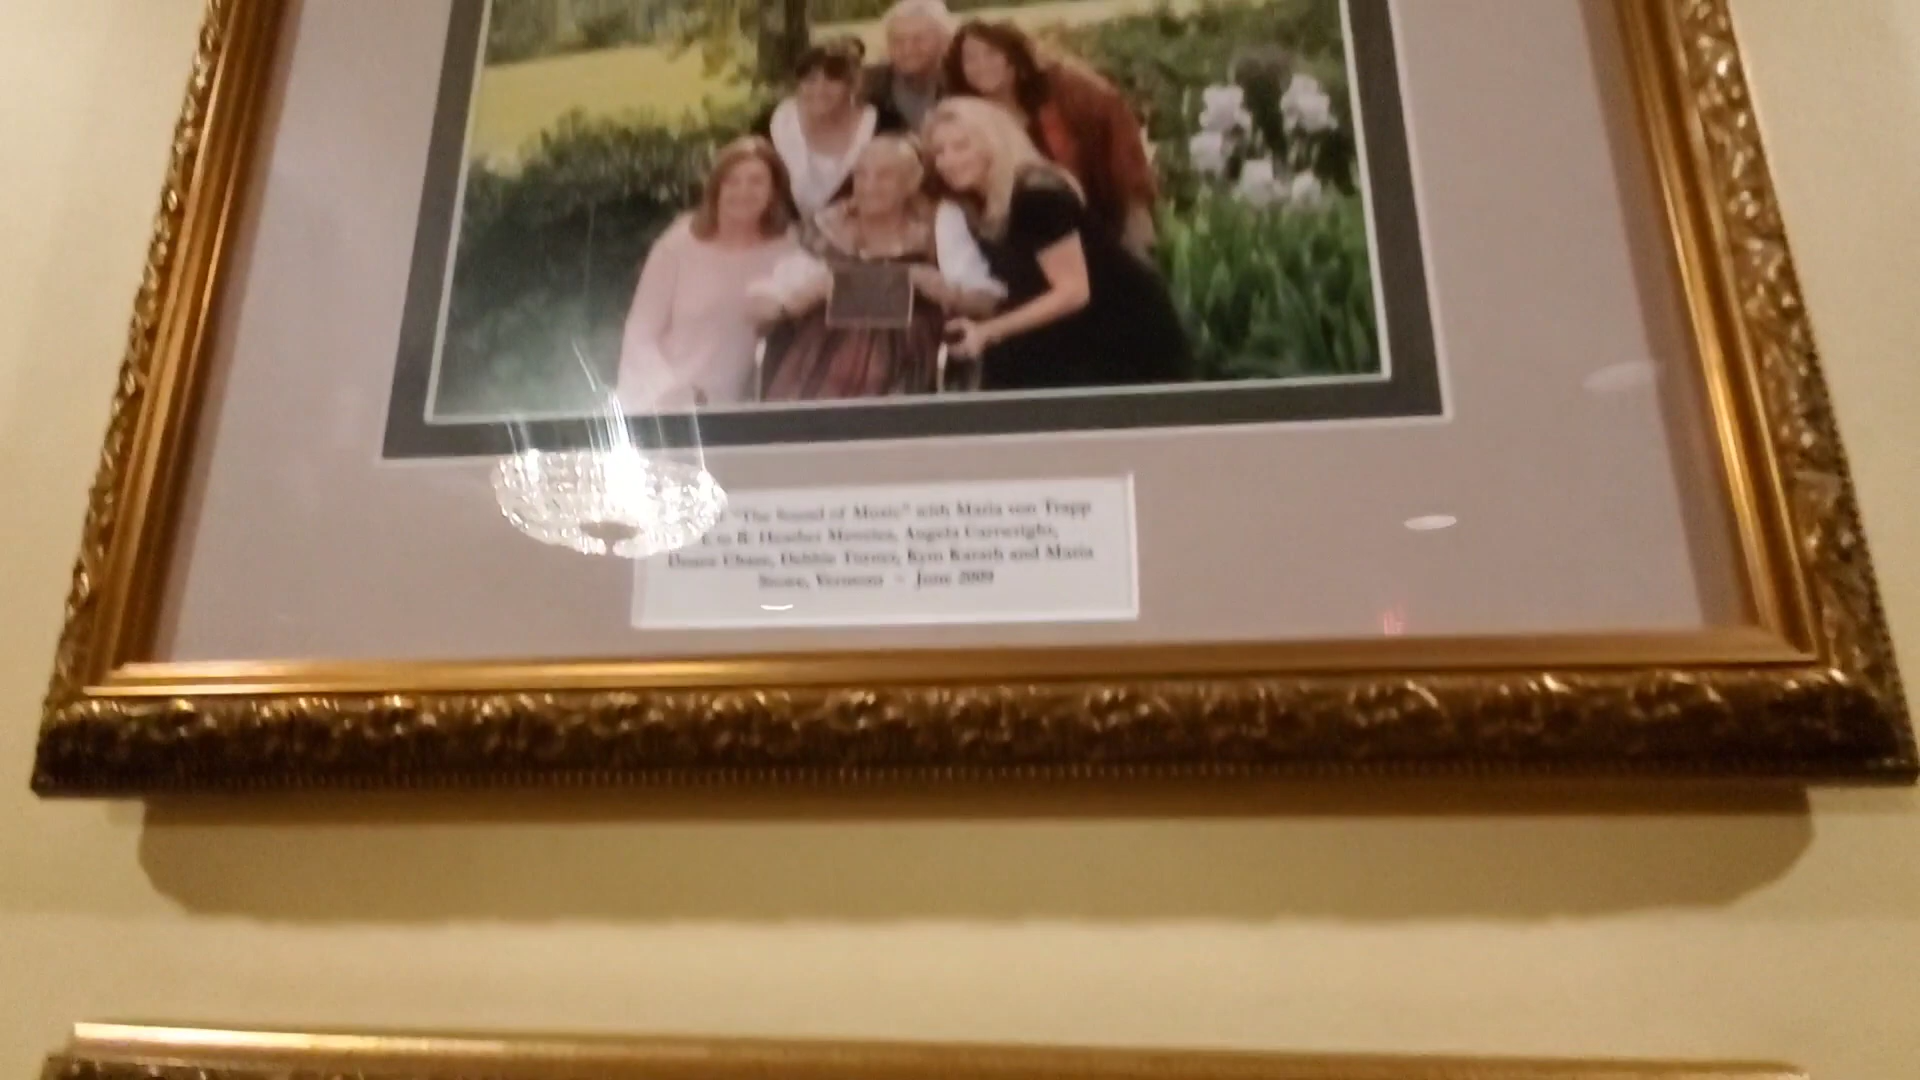 "The Sound of Music" with Maria von Trapp
L to R: Heather Menzies, Angela Cartwright,
Duane Chase, Debbie Turner, Kym Karath and Maria
Stowe, Vermont ~ June 2009